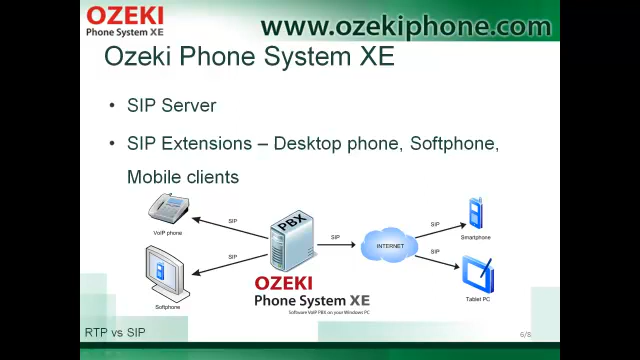 OZEKI
Phone System XE
www.ozekiphone.com
Ozeki Phone System XE
• SIP Server
• SIP Extensions – Desktop phone, Softphone,
Mobile clients
VoIP phone
SIP
SIP
Softphone
PBX
SIP
INTERNET
SIP
SIP
Smartphone
Tablet PC
OZEKI
Phone System XE
Software VoIP PBX on your Windows PC
RTP vs SIP
6/8